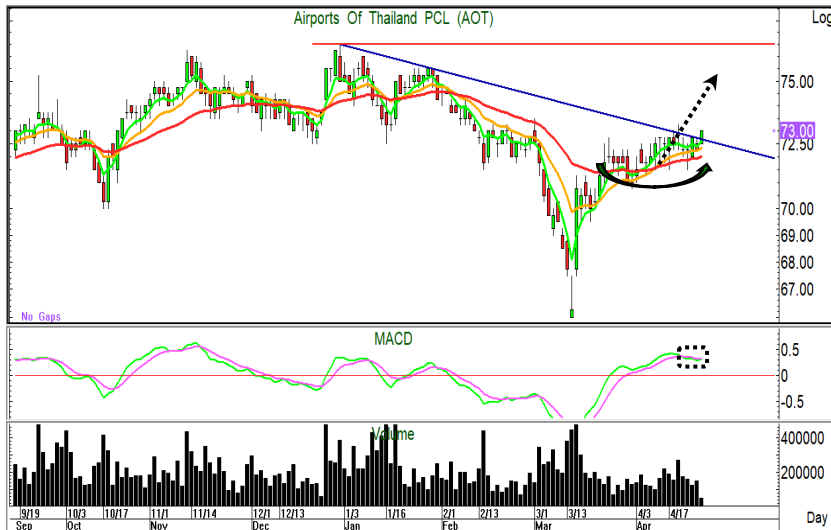 Airports Of Thailand PCL (AOT)
Log
75.00
73.00
72.50
70.00
69.00
68.00
67.00
No Gaps
MACD
0.5
0
-0.5
Volume
400000
200000
9/19 10/3 10/17 11/1 11/14 12/1 12/13 1/3 1/16 2/1 2/13 3/1 3/13 4/3 4/17
Sep Oct Nov Dec Jan Feb Mar Apr
Day